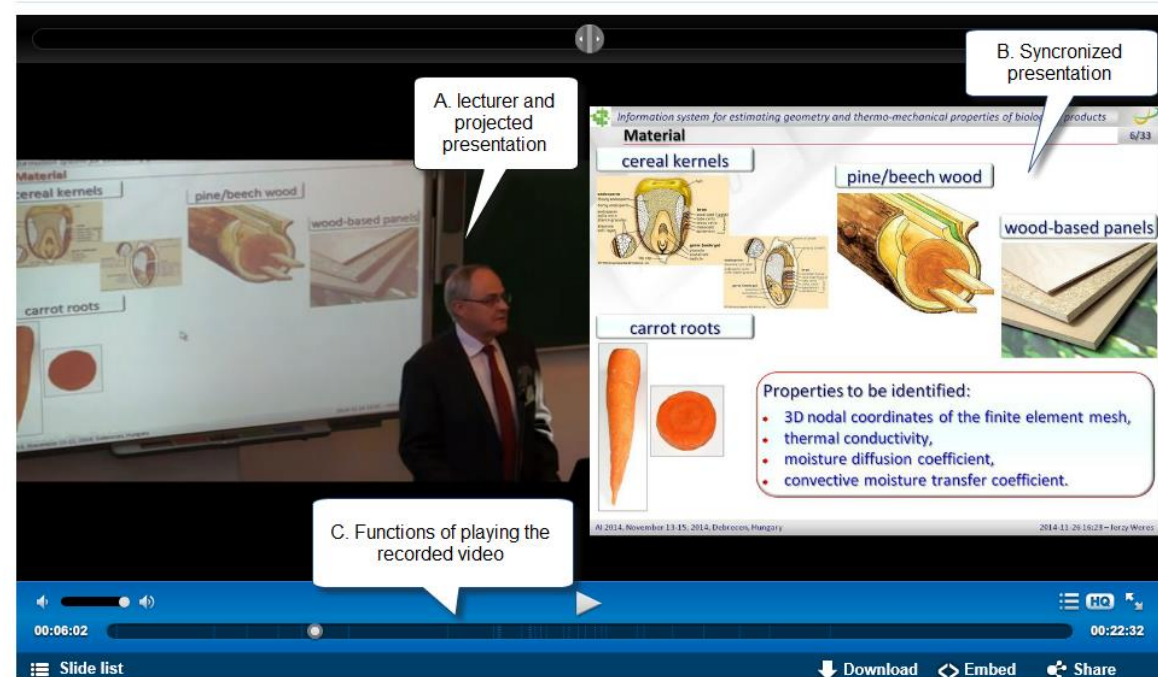 A. lecturer and
projected
presentation
B. Syncronized
presentation
Material
cereal kernels
pine/beech wood
wood-based panels
carrot roots
Information system for estimating geometry and thermo-mechanical properties of biological products
Material
6/33
cereal kernels
pine/beech wood
wood-based panels
carrot roots
Properties to be identified:
• 3D nodal coordinates of the finite element mesh,
• thermal conductivity,
• moisture diffusion coefficient,
• convective moisture transfer coefficient.
AI 2014, November 13-15, 2014, Debrecen, Hungary
2014-11-26 16:23 – Jerzy Weres
C. Functions of playing the
recorded video
HQ
00:06:02
00:22:32
Slide list
Download
Embed
Share